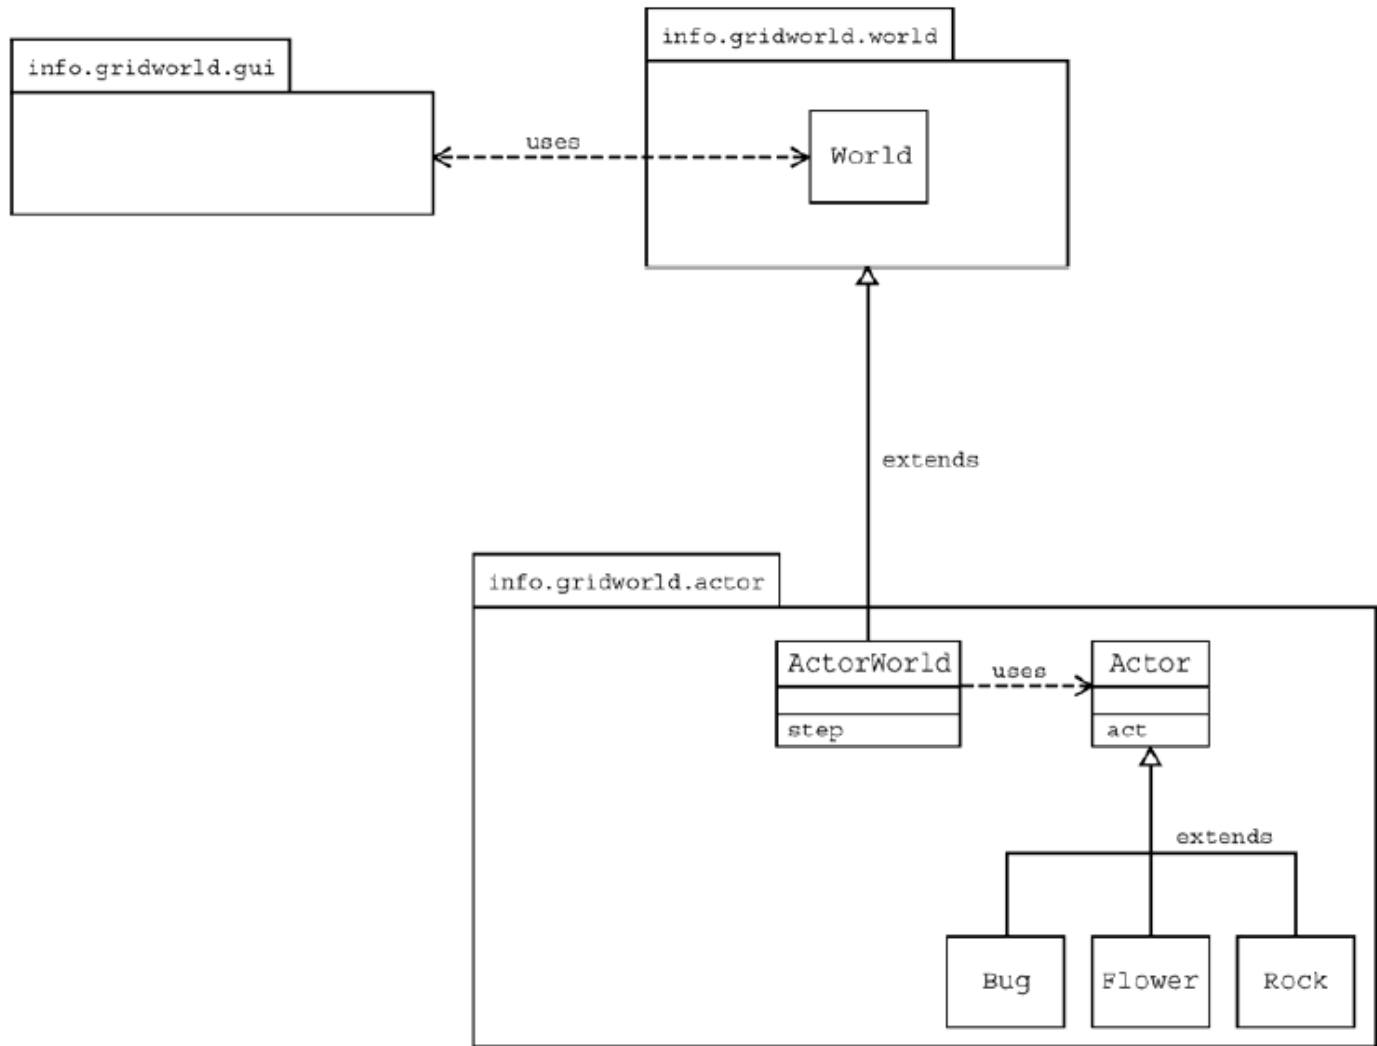 info.gridworld.world
info.gridworld.gui
uses
World
extends
info.gridworld.actor
ActorWorld
uses
Actor
step
act
extends
Bug
Flower
Rock